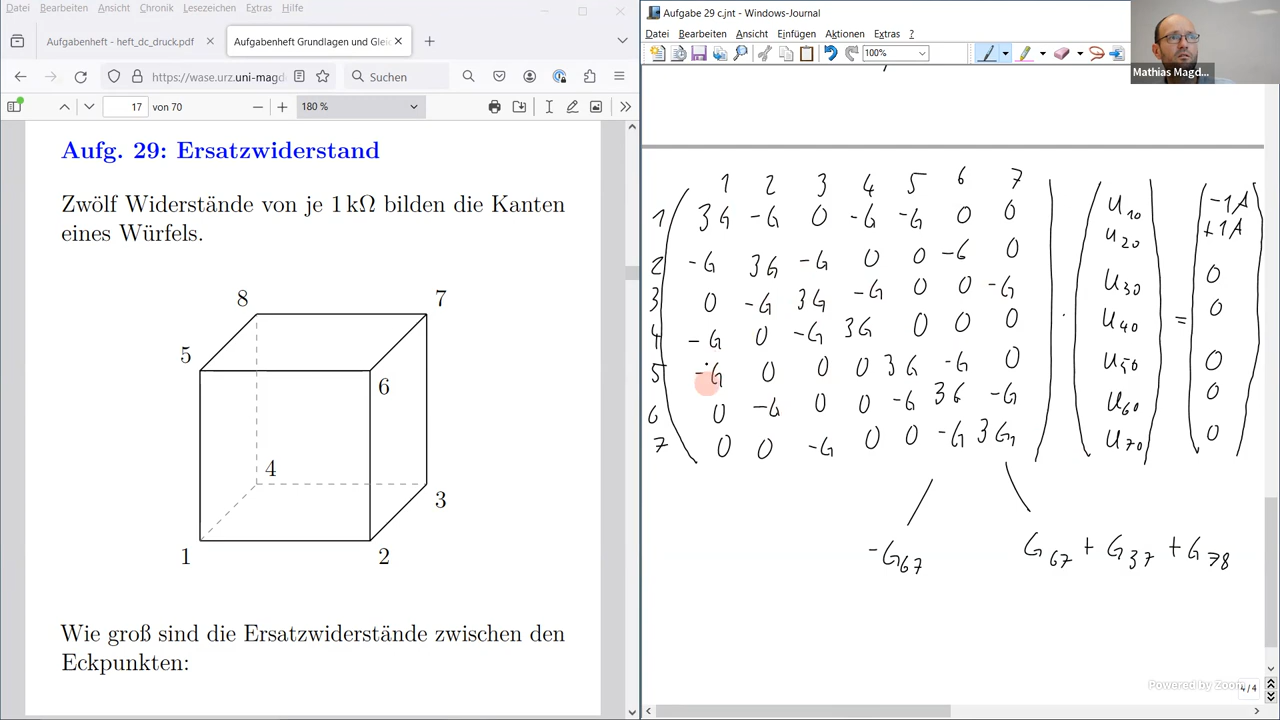 Datei Bearbeiten Ansicht Chronik Lesezeichen Extras Hilfe
Aufgabenheft - heft_dc_etdc.pdf
Aufgabenheft Grundlagen und Glei
https://wase.urz.uni-mag
Suchen
17 von 70
180 %
Aufg. 29: Ersatzwiderstand
Zwölf Widerstände von je 1 kΩ bilden die Kanten
eines Würfels.
8 7
5 6
4 3
1 2
Wie groß sind die Ersatzwiderstände zwischen den
Eckpunkten:
Aufgabe 29 c.jnt - Windows-Journal
Datei Bearbeiten Ansicht Einfügen Aktionen Extras ?
100%
Mathias Magd...
1 2 3 4 5 6 7
1 3G -G 0 -G -G 0 0 u10 -1A
2 -G 3G -G 0 0 -G 0 u20 +1A
3 0 -G 3G -G 0 0 -G u30 0
4 -G 0 -G 3G 0 0 0 · u40 = 0
5 -G 0 0 0 3G -G 0 u50 0
6 0 -G 0 0 -G 3G -G u60 0
7 0 0 -G 0 0 -G 3G u70 0
-G67 G67 + G37 + G78
Recorded by Zoom
4/4